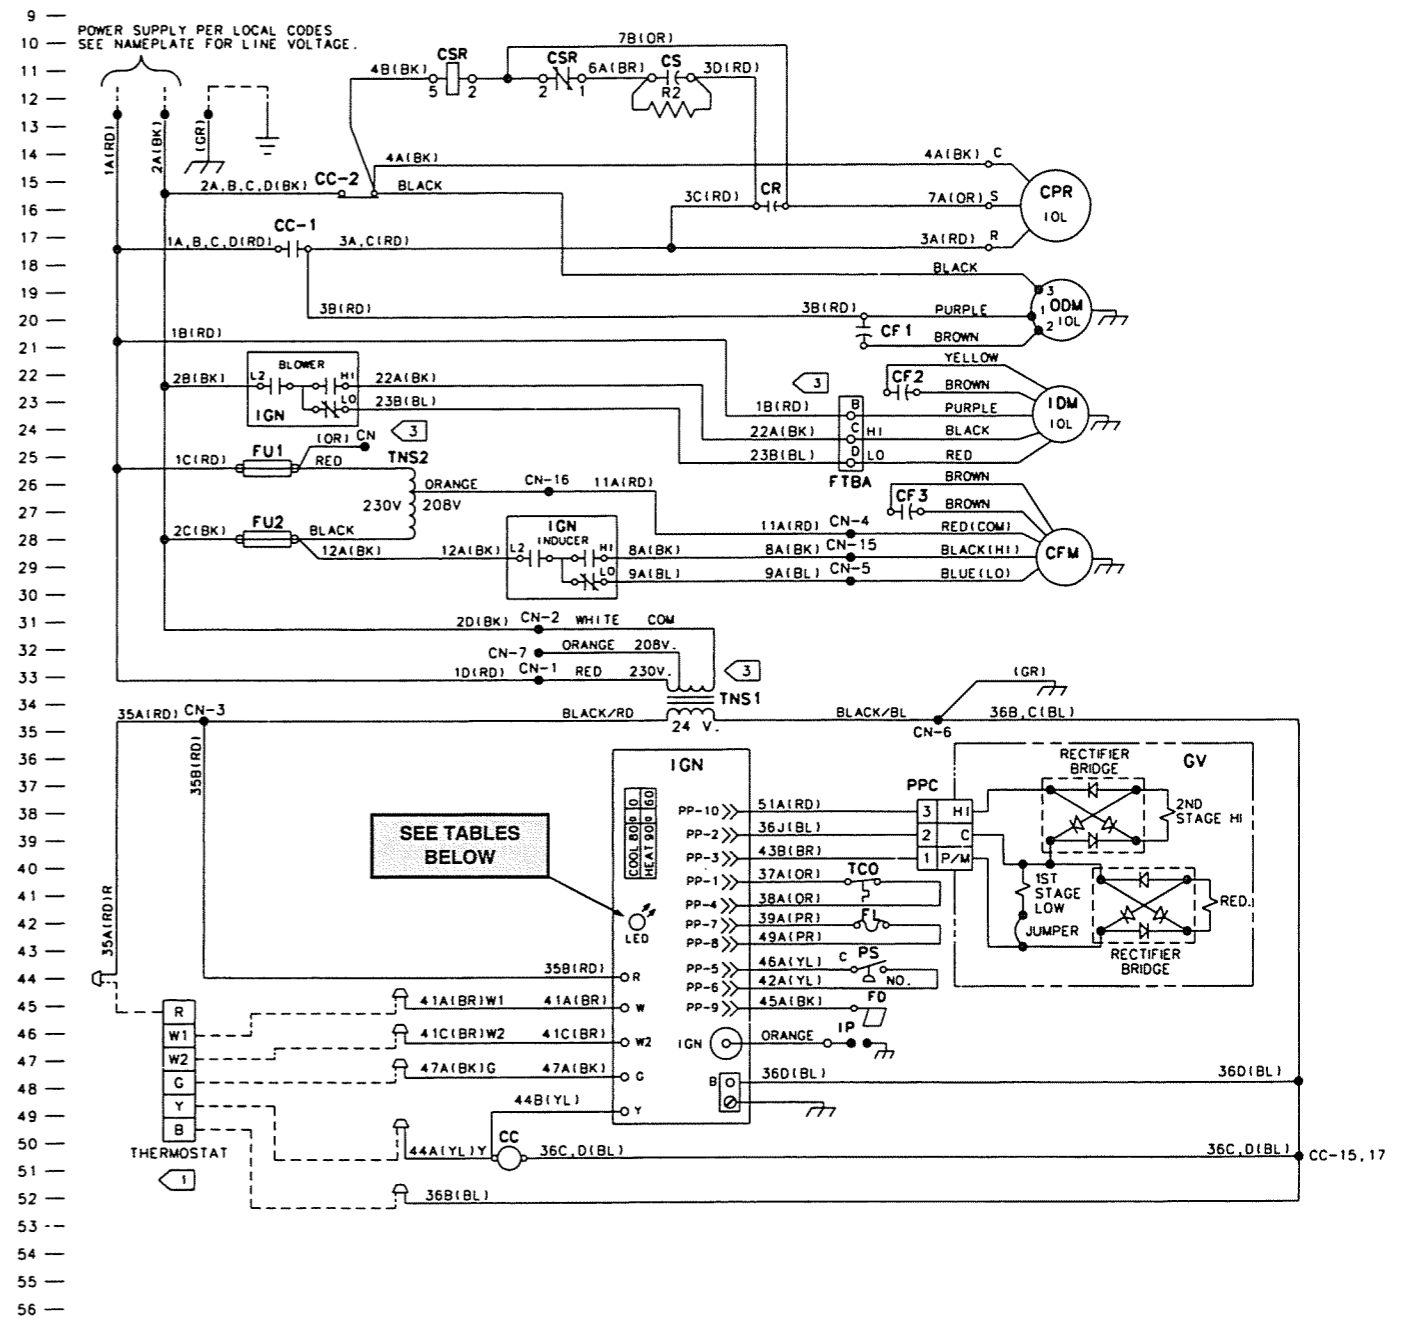 9
POWER SUPPLY PER LOCAL CODES
SEE NAMEPLATE FOR LINE VOLTAGE.
10
7B(OR)
CSR
CSR
CS
11
4B(BK)
5
2
2
1
6A(BR)
3D(RD)
R2
12
13
1A(RD)
2A(BK)
(GR)
14
4A(BK)
4A(BK)
C
15
2A,B,C,D(BK)
CC-2
BLACK
CPR
IOL
16
3C(RD)
CR
7A(OR)
S
CC-1
17
1A,B,C,D(RD)
3A,C(RD)
3A(RD)
R
18
BLACK
19
3
ODM
IOL
1
2
20
3B(RD)
3B(RD)
PURPLE
CF1
21
1B(RD)
BROWN
BLOWER
YELLOW
22
2B(BK)
L2
HI
22A(BK)
3
CF2
BROWN
23
LO
23B(BL)
IGN
1B(RD)
B
PURPLE
IDM
IOL
24
(OR)
CN
3
22A(BK)
C
HI
BLACK
25
1C(RD)
FU1
RED
TNS2
23B(BL)
D
LO
RED
FTBA
26
ORANGE
CN-16
11A(RD)
BROWN
230V
208V
CF3
BROWN
27
FU2
IGN
INDUCER
11A(RD)
CN-4
RED(COM)
28
2C(BK)
BLACK
12A(BK)
12A(BK)
L2
HI
8A(BK)
8A(BK)
CN-15
BLACK(HI)
CFM
29
LO
9A(BL)
9A(BL)
CN-5
BLUE(LO)
30
31
2D(BK)
CN-2
WHITE
COM
32
CN-7
ORANGE
208V.
33
1D(RD)
CN-1
RED
230V.
3
(GR)
34
TNS1
35A(RD)
CN-3
BLACK/RD
24 V.
BLACK/BL
36B,C(BL)
35
CN-6
36
35B(RD)
IGN
RECTIFIER
BRIDGE
GV
37
PPC
38
COOL 80 0
HEAT 90 60
PP-10
51A(RD)
3
HI
2ND
STAGE HI
39
SEE TABLES
BELOW
PP-2
36J(BL)
2
C
40
PP-3
43B(BR)
1
P/M
PP-1
37A(OR)
TCO
41
35A(RD)R
PP-4
38A(OR)
1ST
STAGE
LOW
RED.
42
LED
PP-7
39A(PR)
FL
JUMPER
43
PP-8
49A(PR)
RECTIFIER
BRIDGE
44
35B(RD)
R
PP-5
46A(YL)
C
PS
PP-6
42A(YL)
NO.
45
R
41A(BR)W1
41A(BR)
W
PP-9
45A(BK)
FD
46
W1
41C(BR)W2
41C(BR)
W2
IGN
ORANGE
IP
47
W2
47A(BK)G
47A(BK)
G
48
G
B
36D(BL)
36D(BL)
49
Y
44B(YL)
Y
50
B
CC
THERMOSTAT
44A(YL)Y
36C,D(BL)
36C,D(BL)
CC-15,17
51
1
52
36B(BL)
53
54
55
56